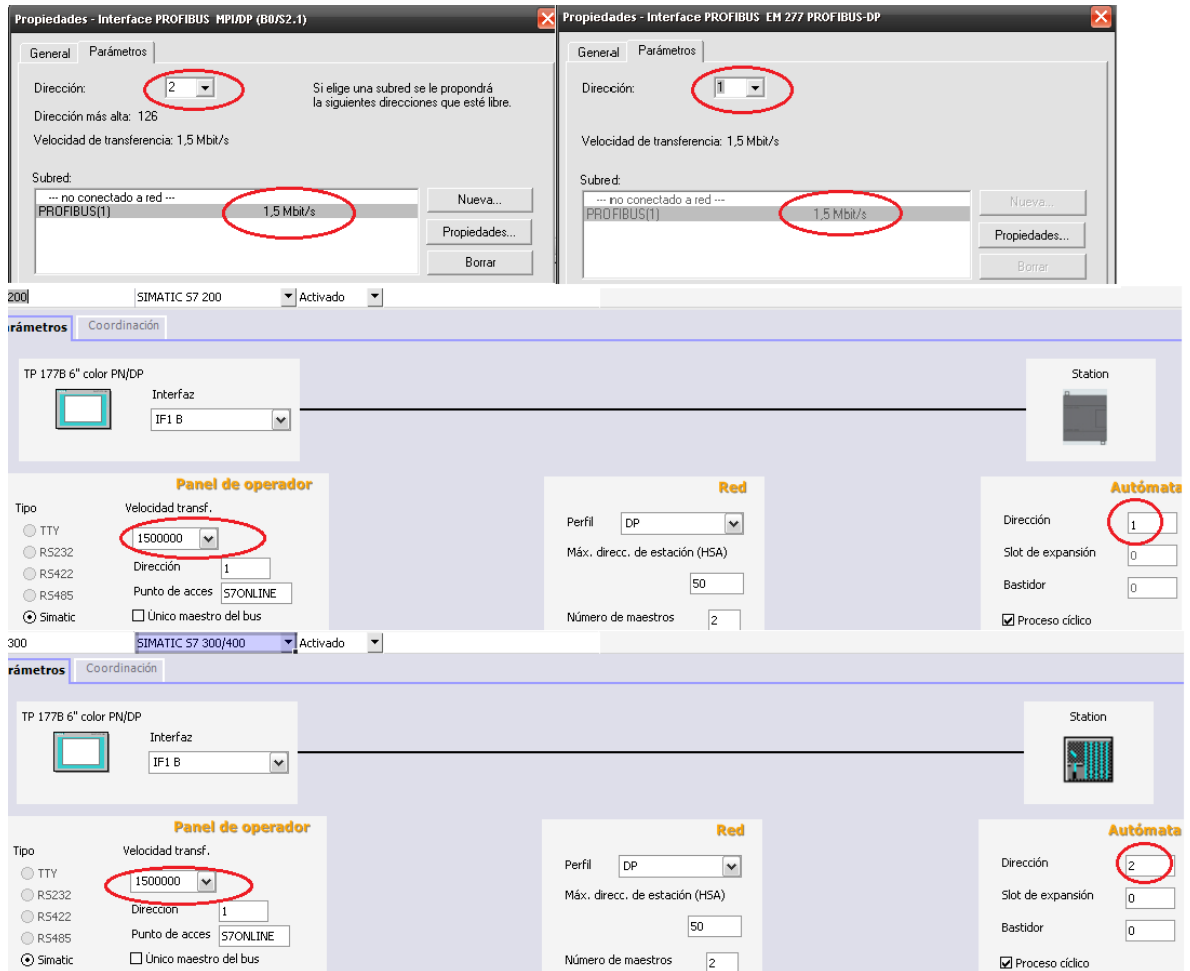 Propiedades - Interface PROFIBUS MPI/DP (B0/S2.1)
General Parámetros
Dirección: 2
Si elige una subred se le propondrá
la siguientes direcciones que esté libre.
Dirección más alta: 126
Velocidad de transferencia: 1,5 Mbit/s
Subred:
--- no conectado a red ---
PROFIBUS(1) 1,5 Mbit/s
Nueva...
Propiedades...
Borrar
Propiedades - Interface PROFIBUS EM 277 PROFIBUS-DP
General Parámetros
Dirección: 1
Velocidad de transferencia: 1,5 Mbit/s
Subred:
--- no conectado a red ---
PROFIBUS(1) 1,5 Mbit/s
Nueva...
Propiedades...
Borrar
200 SIMATIC S7 200 Activado
arámetros Coordinación
TP 177B 6" color PN/DP
Interfaz
IF1 B
Station
Panel de operador
Tipo Velocidad transf.
TTY
1500000
RS232
RS422
RS485
Simatic
Dirección 1
Punto de acces S7ONLINE
Único maestro del bus
Red
Perfil DP
Máx. direcc. de estación (HSA)
50
Número de maestros 2
Autómata
Dirección 1
Slot de expansión 0
Bastidor 0
Proceso cíclico
300 SIMATIC S7 300/400 Activado
rámetros Coordinación
TP 177B 6" color PN/DP
Interfaz
IF1 B
Station
Panel de operador
Tipo Velocidad transf.
TTY
1500000
RS232
RS422
RS485
Simatic
Dirección 1
Punto de acces S7ONLINE
Único maestro del bus
Red
Perfil DP
Máx. direcc. de estación (HSA)
50
Número de maestros 2
Autómata
Dirección 2
Slot de expansión 0
Bastidor 0
Proceso cíclico